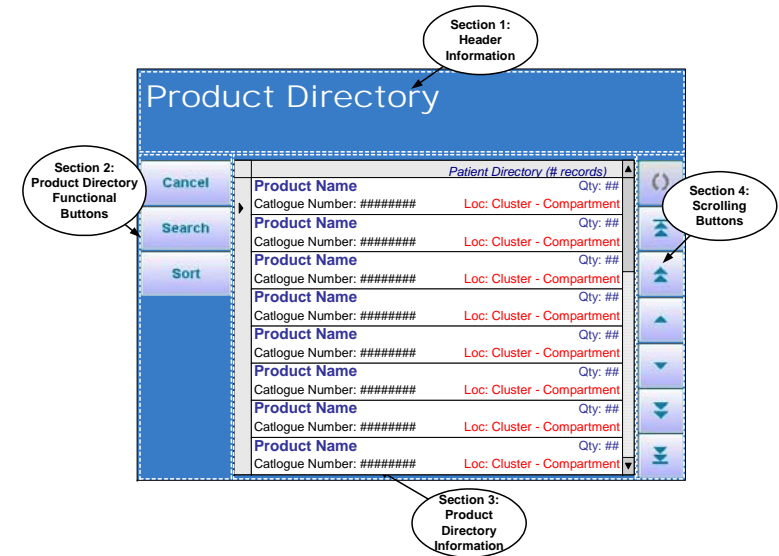 Section 1:
Header
Information
Product Directory
Section 2:
Product Directory
Functional
Buttons
Cancel
Search
Sort
Patient Directory (# records)
Product Name Qty: ##
Catlogue Number: ######## Loc: Cluster - Compartment
Product Name Qty: ##
Catlogue Number: ######## Loc: Cluster - Compartment
Product Name Qty: ##
Catlogue Number: ######## Loc: Cluster - Compartment
Product Name Qty: ##
Catlogue Number: ######## Loc: Cluster - Compartment
Product Name Qty: ##
Catlogue Number: ######## Loc: Cluster - Compartment
Product Name Qty: ##
Catlogue Number: ######## Loc: Cluster - Compartment
Product Name Qty: ##
Catlogue Number: ######## Loc: Cluster - Compartment
Product Name Qty: ##
Catlogue Number: ######## Loc: Cluster - Compartment
Section 4:
Scrolling
Buttons
Section 3:
Product
Directory
Information